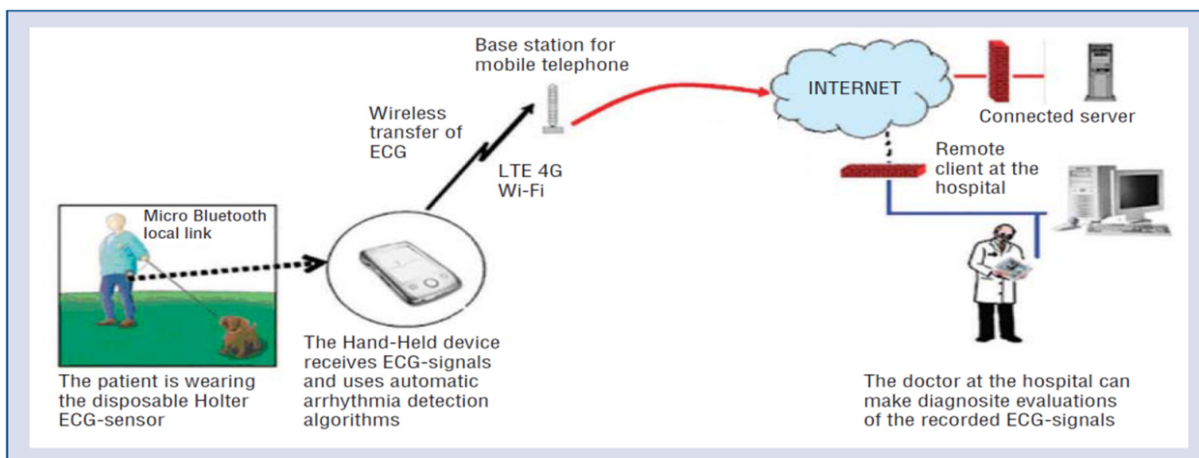 Base station for
mobile telephone
Wireless
transfer of
ECG
LTE 4G
Wi-Fi
INTERNET
Connected server
Remote
client at the
hospital
Micro Bluetooth
local link
The patient is wearing
the disposable Holter
ECG-sensor
The Hand-Held device
receives ECG-signals
and uses automatic
arrhythmia detection
algorithms
The doctor at the hospital can
make diagnosite evaluations
of the recorded ECG-signals